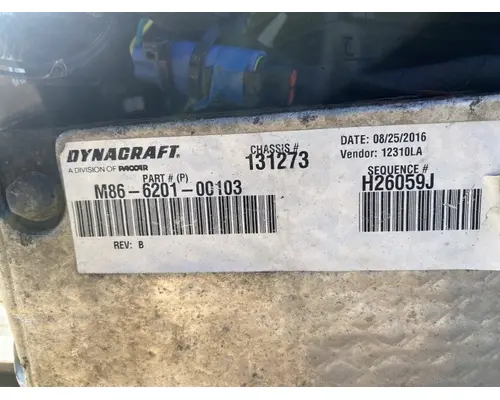 DYNACRAFT®
A DIVISION OF PACCAR
PART # (P)
M86-6201-00103
REV: B
CHASSIS #
131273
DATE: 08/25/2016
Vendor: 12310LA
SEQUENCE #
H26059J